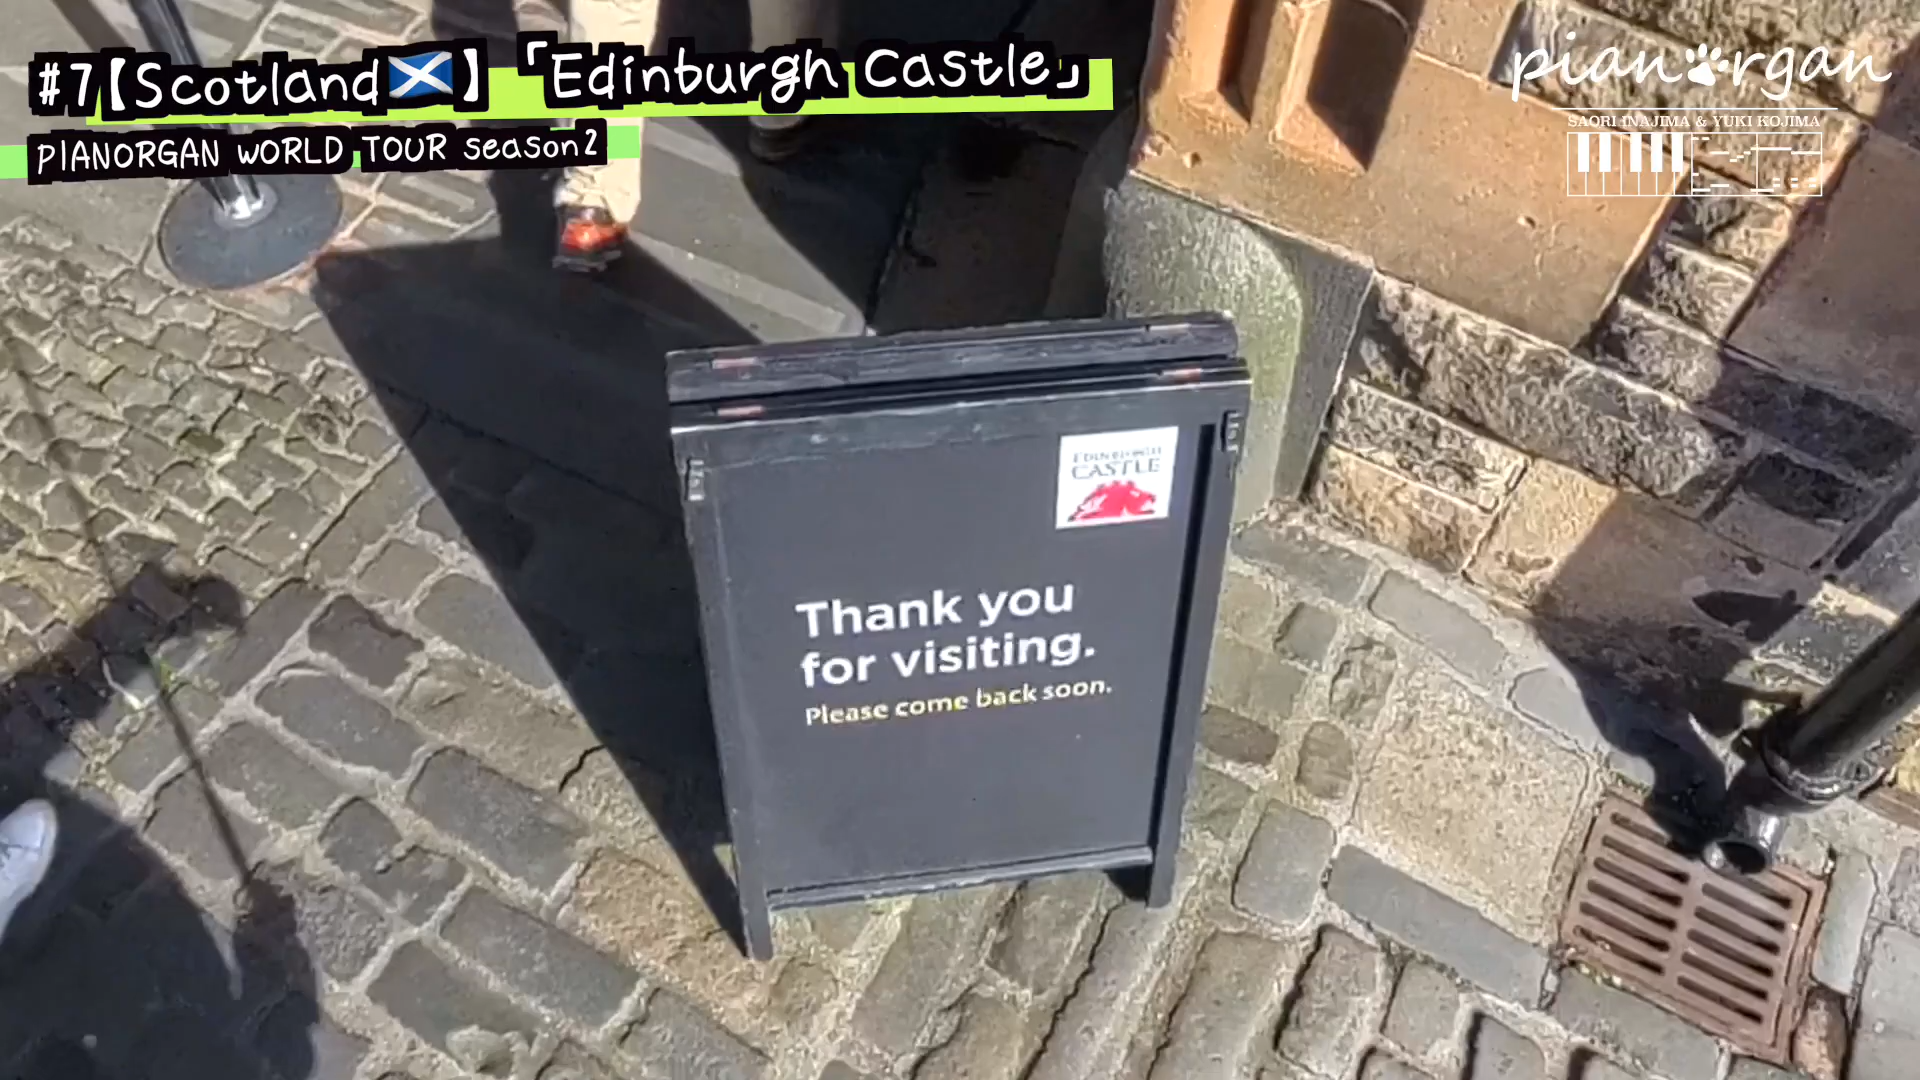 #7【Scotland🏴󠁧󠁢󠁳󠁣󠁴󠁿】「Edinburgh Castle」
PIANORGAN WORLD TOUR season2
pianorgan
SAORI INAJIMA & YUKI KOJIMA
EDINBURGH
CASTLE
Thank you
for visiting.
Please come back soon.